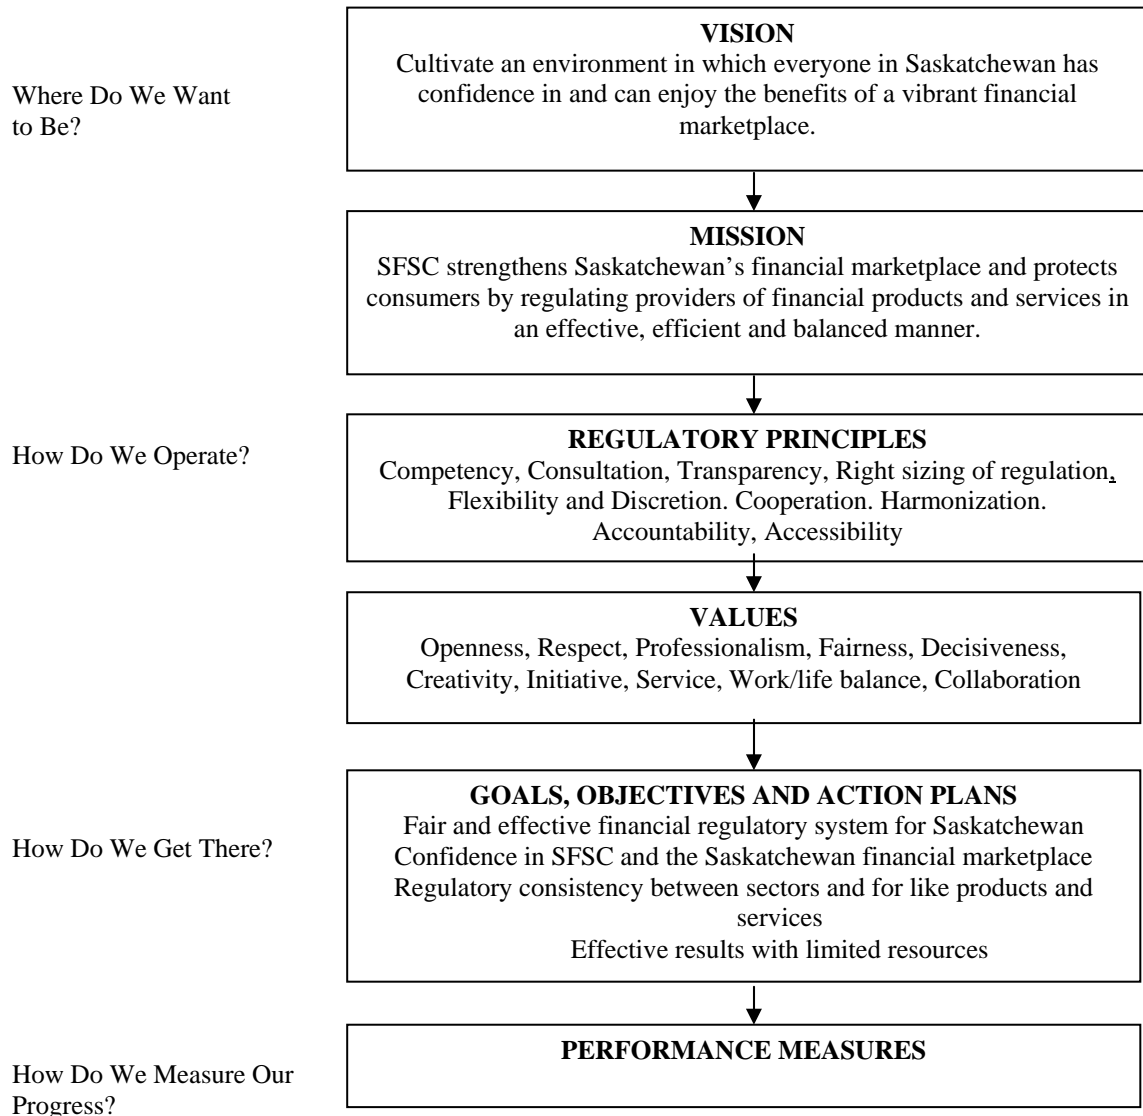 VISION
Cultivate an environment in which everyone in Saskatchewan has
confidence in and can enjoy the benefits of a vibrant financial
marketplace.
Where Do We Want
to Be?
MISSION
SFSC strengthens Saskatchewan’s financial marketplace and protects
consumers by regulating providers of financial products and services in
an effective, efficient and balanced manner.
How Do We Operate?
REGULATORY PRINCIPLES
Competency, Consultation, Transparency, Right sizing of regulation,
Flexibility and Discretion. Cooperation. Harmonization.
Accountability, Accessibility
VALUES
Openness, Respect, Professionalism, Fairness, Decisiveness,
Creativity, Initiative, Service, Work/life balance, Collaboration
How Do We Get There?
GOALS, OBJECTIVES AND ACTION PLANS
Fair and effective financial regulatory system for Saskatchewan
Confidence in SFSC and the Saskatchewan financial marketplace
Regulatory consistency between sectors and for like products and
services
Effective results with limited resources
PERFORMANCE MEASURES
How Do We Measure Our
Progress?